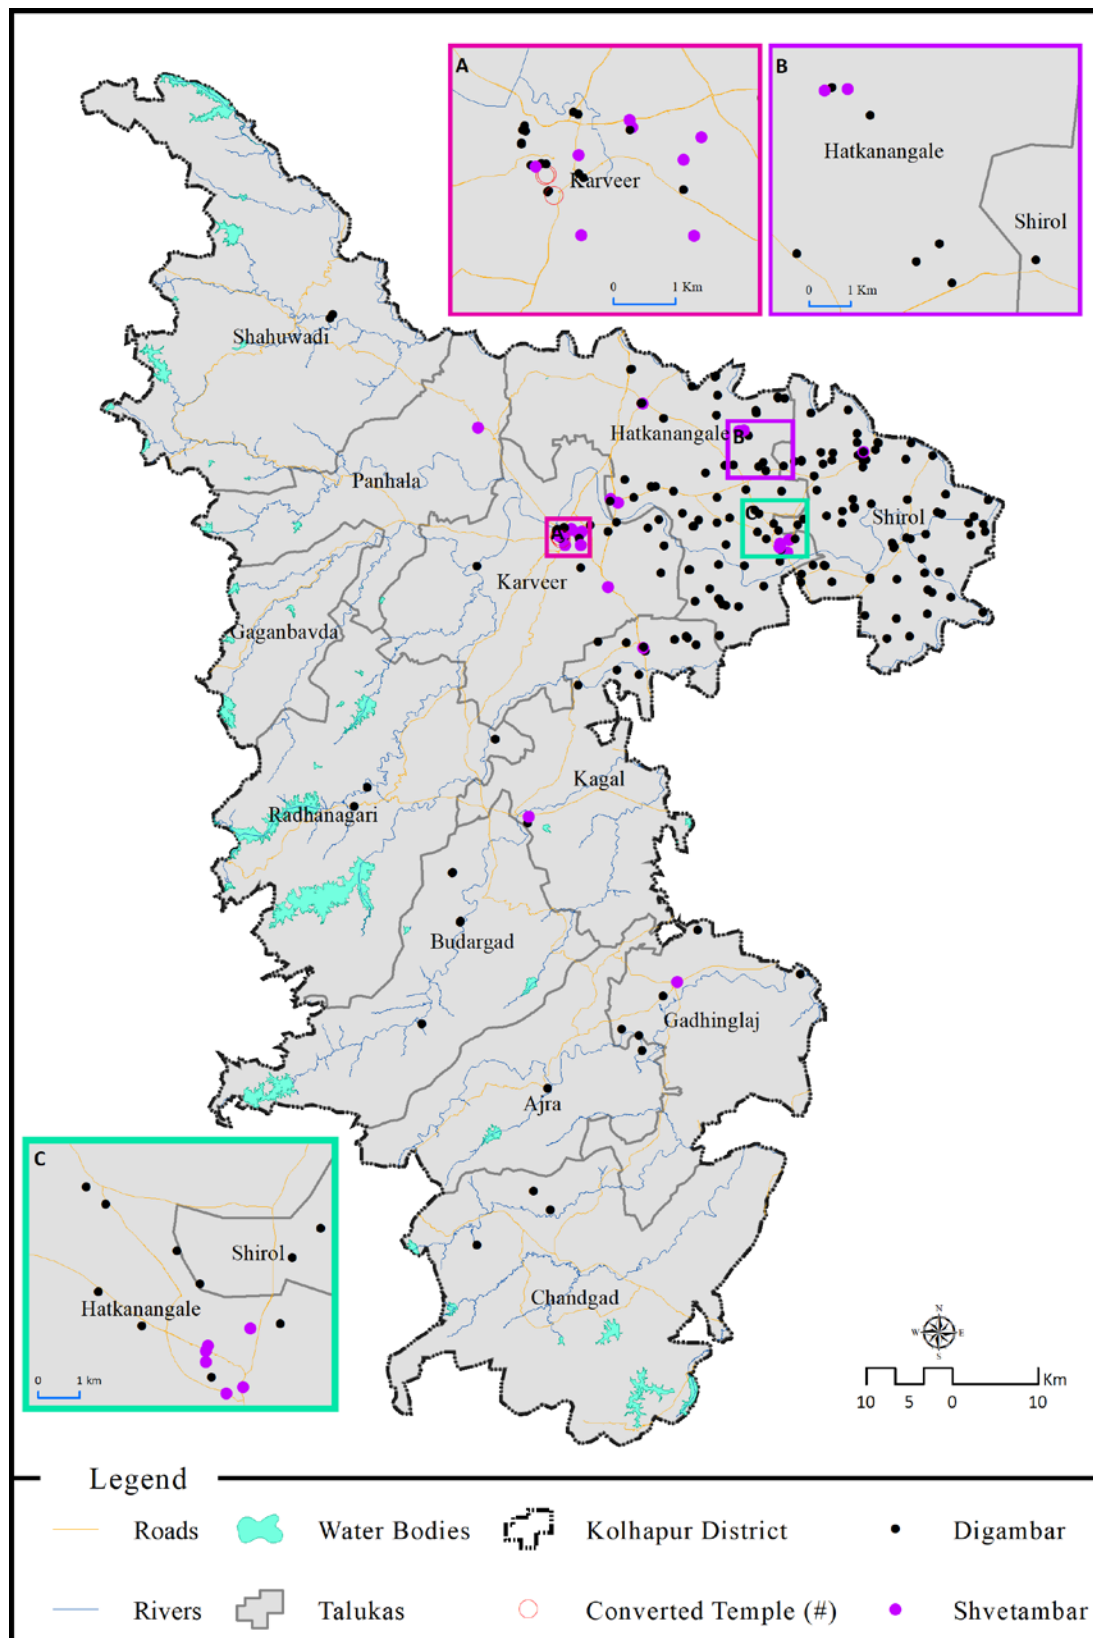 A
Karveer
0 1 Km
B
Hatkanangale
Shirol
0 1 Km
Shahuwadi
Hatkanangale
B
Panhala
C
Shirol
A
Karveer
Gaganbavda
Kagal
Radhanagari
Budargad
Gadhinglaj
Ajra
C
Shirol
Hatkanangale
0 1 km
Chandgad
N
W E
S
Km
10 5 0 10
Legend
Roads Water Bodies Kolhapur District Digambar
Rivers Talukas Converted Temple (#) Shvetambar